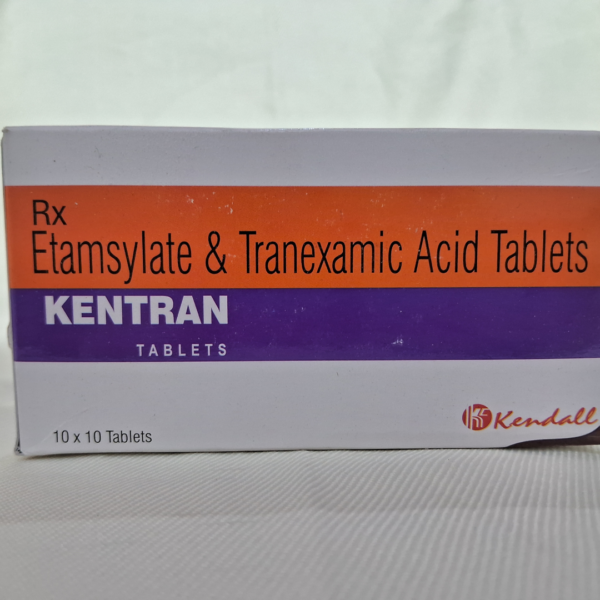 Rx
Etamsylate & Tranexamic Acid Tablets
KENTRAN
TABLETS
10 x 10 Tablets
Kendall